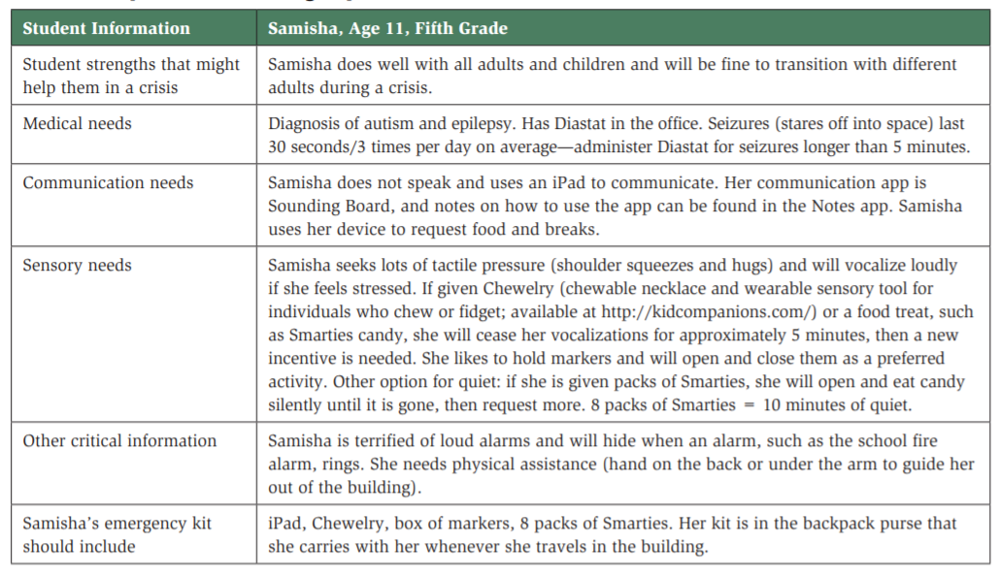 Student Information
Samisha, Age 11, Fifth Grade
Student strengths that might
help them in a crisis
Samisha does well with all adults and children and will be fine to transition with different
adults during a crisis.
Medical needs
Diagnosis of autism and epilepsy. Has Diastat in the office. Seizures (stares off into space) last
30 seconds/3 times per day on average—administer Diastat for seizures longer than 5 minutes.
Communication needs
Samisha does not speak and uses an iPad to communicate. Her communication app is
Sounding Board, and notes on how to use the app can be found in the Notes app. Samisha
uses her device to request food and breaks.
Sensory needs
Samisha seeks lots of tactile pressure (shoulder squeezes and hugs) and will vocalize loudly
if she feels stressed. If given Chewelry (chewable necklace and wearable sensory tool for
individuals who chew or fidget; available at http://kidcompanions.com/) or a food treat, such
as Smarties candy, she will cease her vocalizations for approximately 5 minutes, then a new
incentive is needed. She likes to hold markers and will open and close them as a preferred
activity. Other option for quiet: if she is given packs of Smarties, she will open and eat candy
silently until it is gone, then request more. 8 packs of Smarties = 10 minutes of quiet.
Other critical information
Samisha is terrified of loud alarms and will hide when an alarm, such as the school fire
alarm, rings. She needs physical assistance (hand on the back or under the arm to guide her
out of the building).
Samisha's emergency kit
should include
iPad, Chewelry, box of markers, 8 packs of Smarties. Her kit is in the backpack purse that
she carries with her whenever she travels in the building.